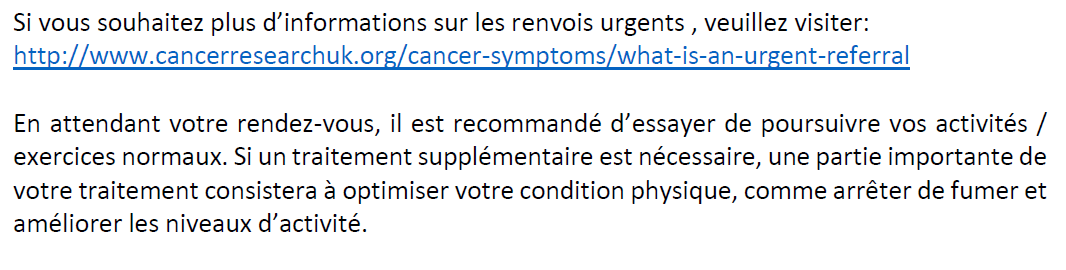 Si vous souhaitez plus d’informations sur les renvois urgents , veuillez visiter:
http://www.cancerresearchuk.org/cancer-symptoms/what-is-an-urgent-referral
En attendant votre rendez-vous, il est recommandé d’essayer de poursuivre vos activités /
exercices normaux. Si un traitement supplémentaire est nécessaire, une partie importante de
votre traitement consistera à optimiser votre condition physique, comme arrêter de fumer et
améliorer les niveaux d’activité.